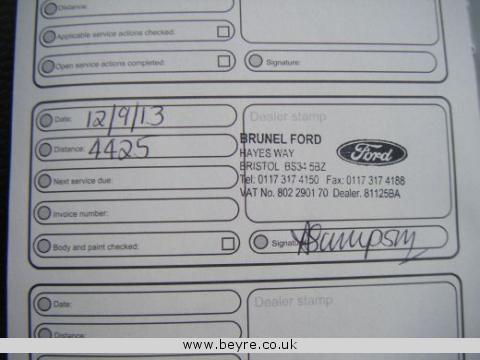 Distance:
Applicable service actions checked:
Open service actions completed:
Signature:
Date: 12/9/13
Distance: 4425
Next service due:
Invoice number:
Body and paint checked:
Dealer stamp
BRUNEL FORD
HAYES WAY
BRISTOL BS34 5BZ
Tel: 0117 317 4150 Fax: 0117 317 4188
VAT No. 802 2901 70 Dealer. 81125BA
Ford
Signature: ASampson
Date:
Distance:
Dealer stamp
www.beyre.co.uk